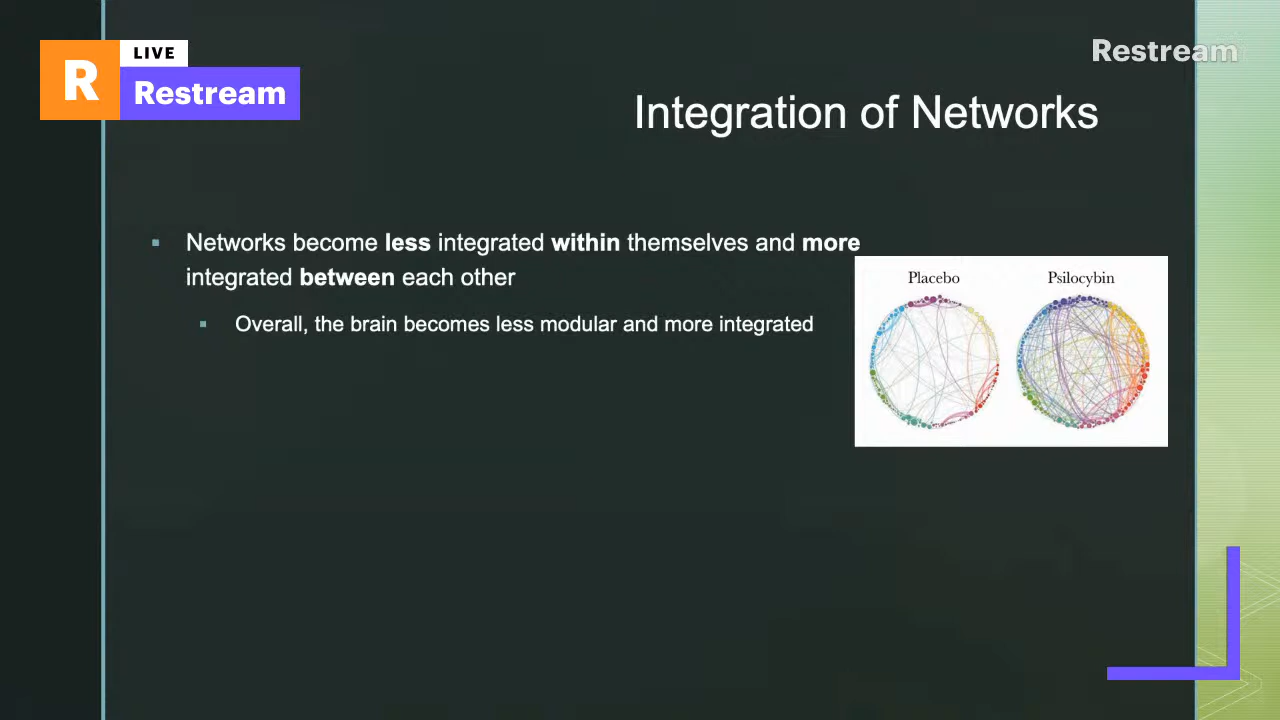 R
LIVE
Restream
Restream
Integration of Networks
Networks become less integrated within themselves and more
integrated between each other
Overall, the brain becomes less modular and more integrated
Placebo
Psilocybin